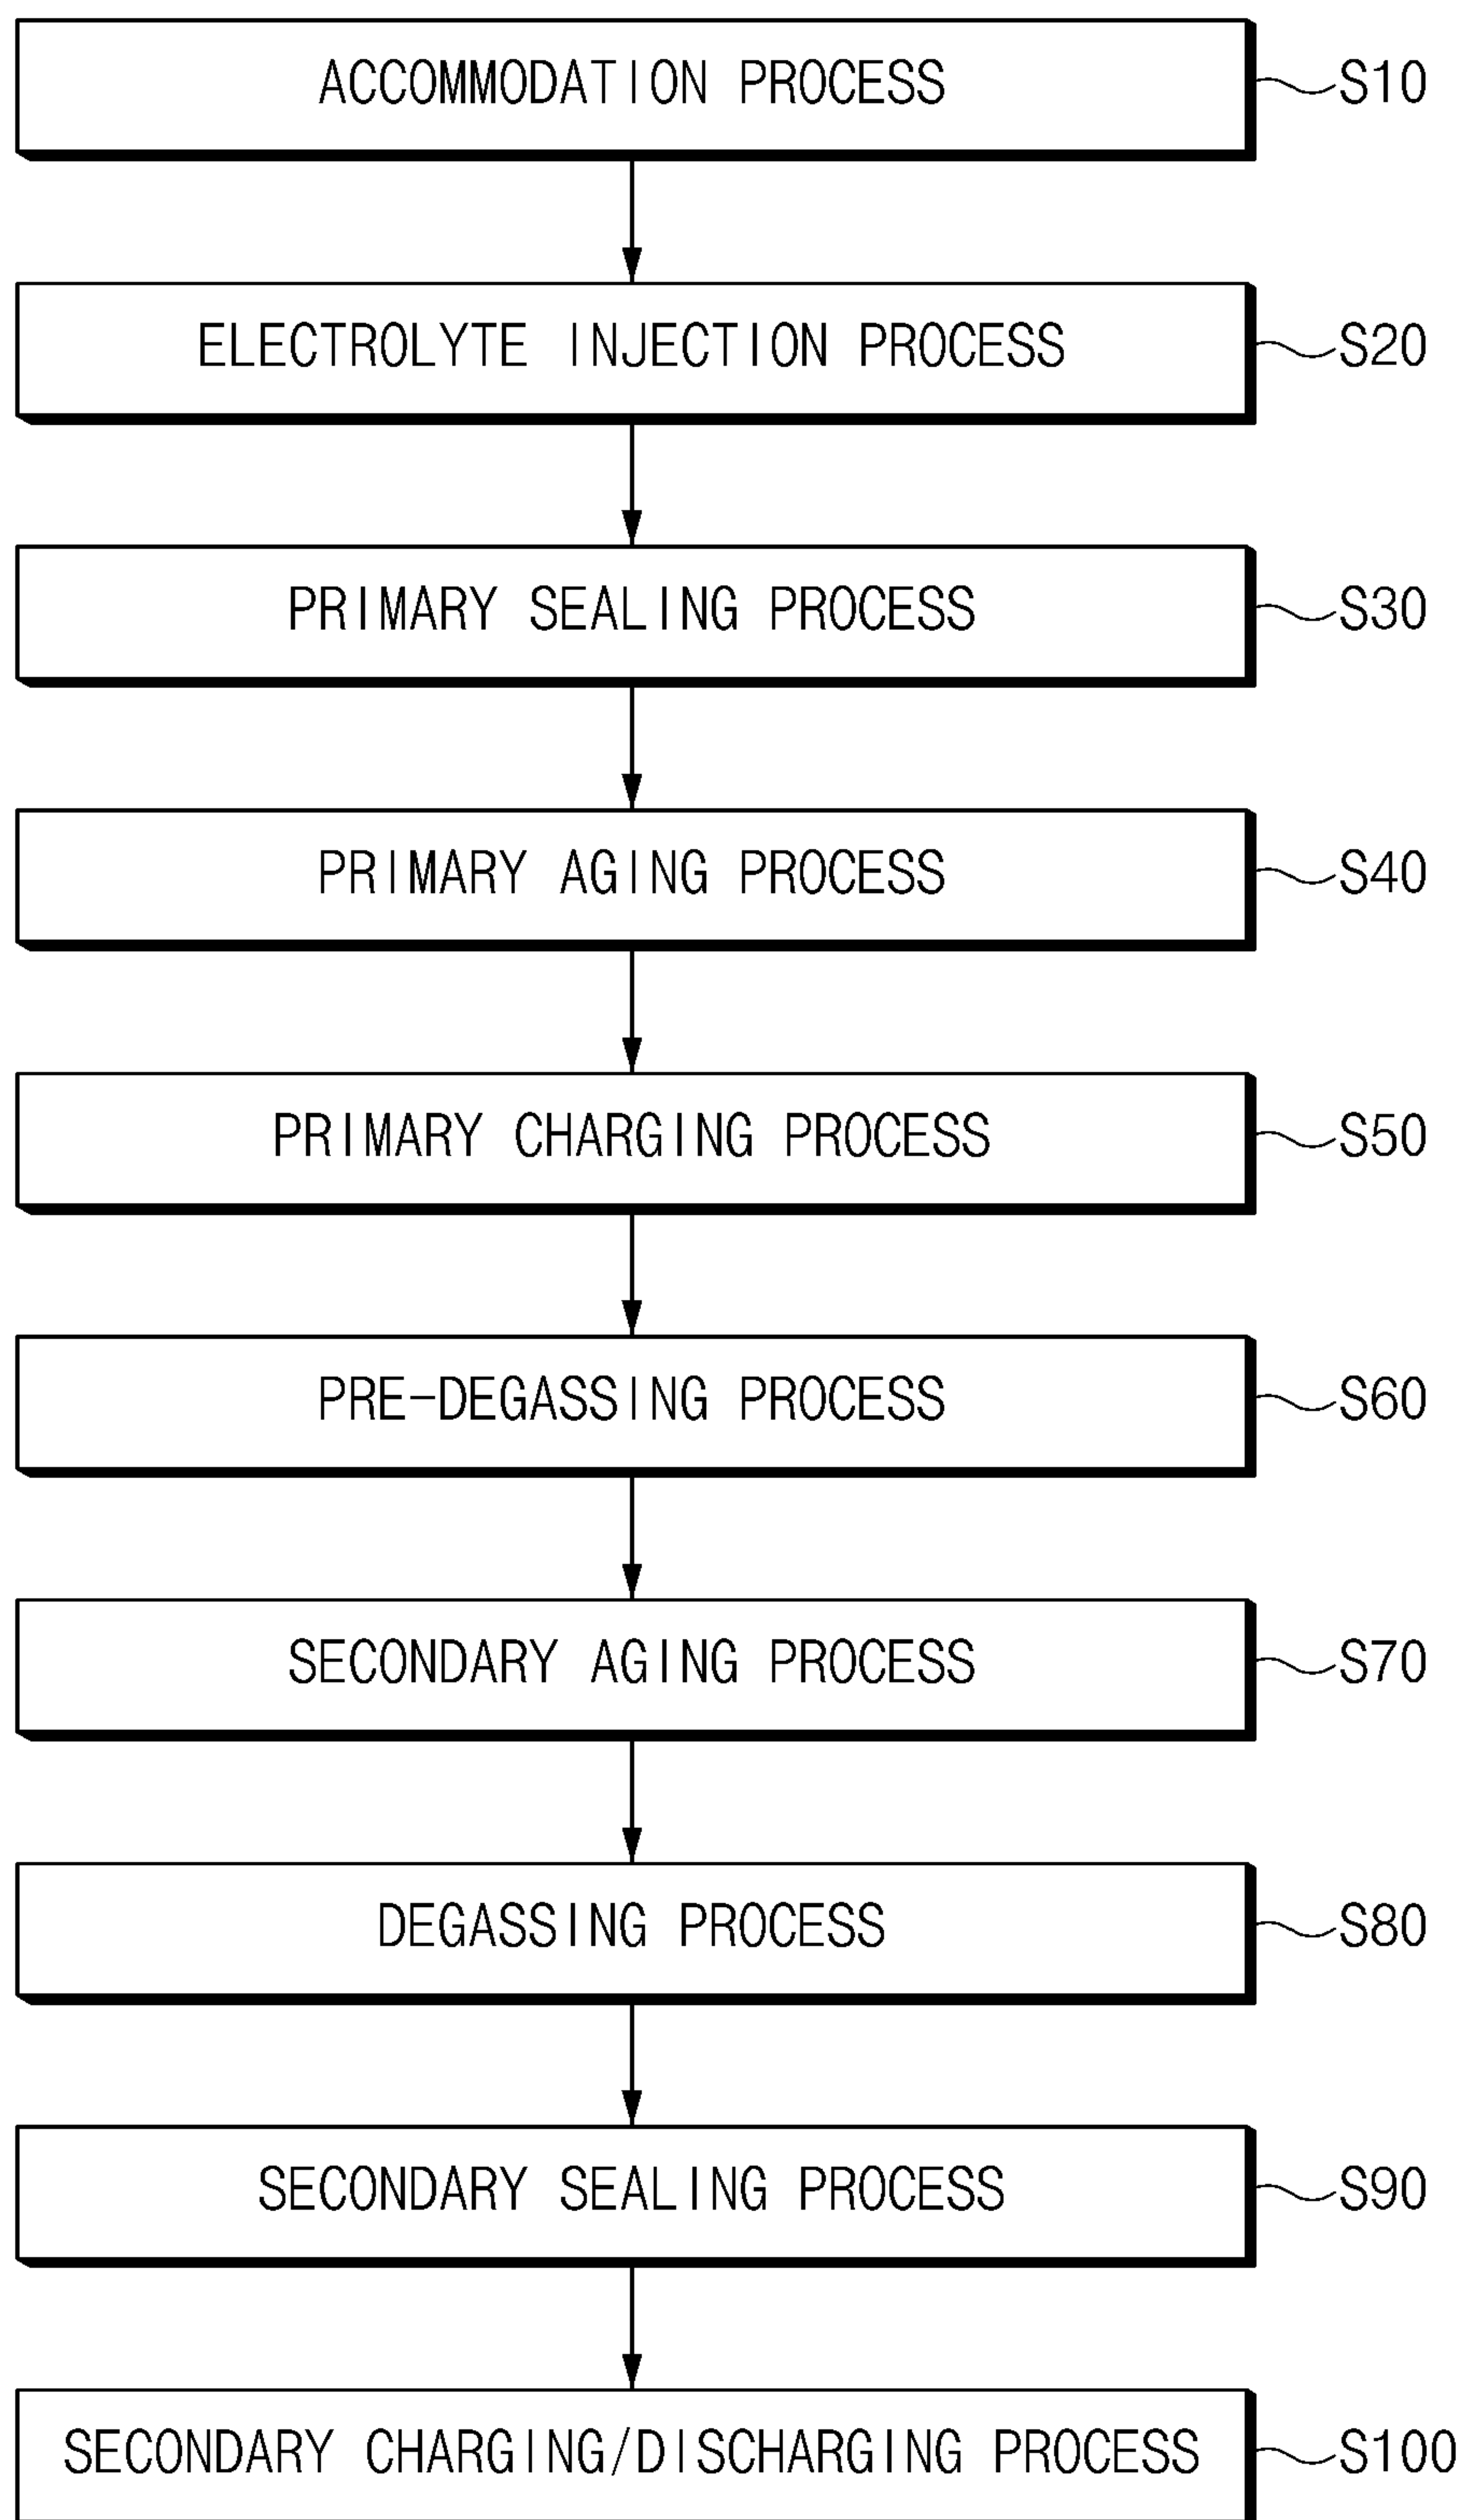 ACCOMMODATION PROCESS S10
ELECTROLYTE INJECTION PROCESS S20
PRIMARY SEALING PROCESS S30
PRIMARY AGING PROCESS S40
PRIMARY CHARGING PROCESS S50
PRE-DEGASSING PROCESS S60
SECONDARY AGING PROCESS S70
DEGASSING PROCESS S80
SECONDARY SEALING PROCESS S90
SECONDARY CHARGING/DISCHARGING PROCESS S100